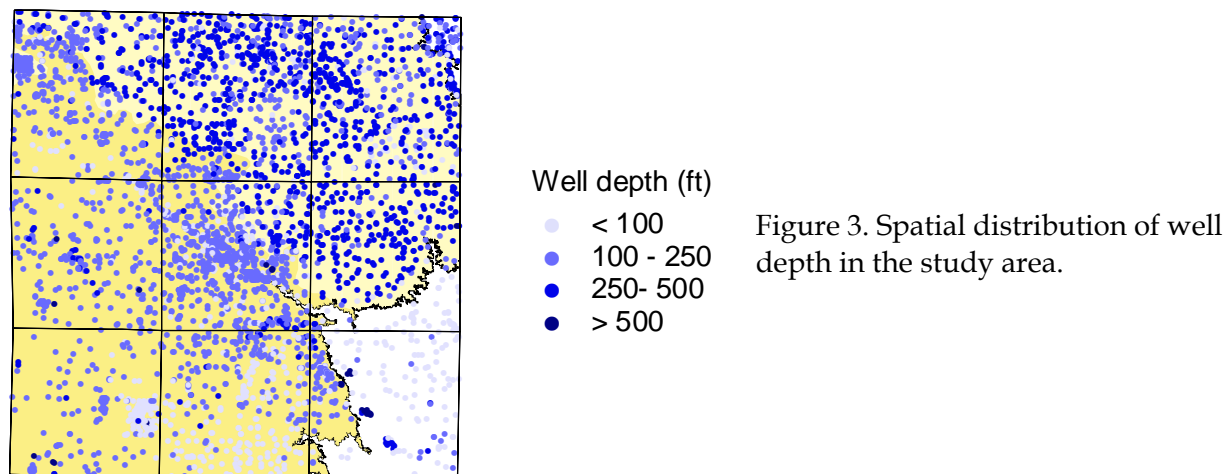 Well depth (ft)
< 100
100 - 250
250- 500
> 500
Figure 3. Spatial distribution of well
depth in the study area.